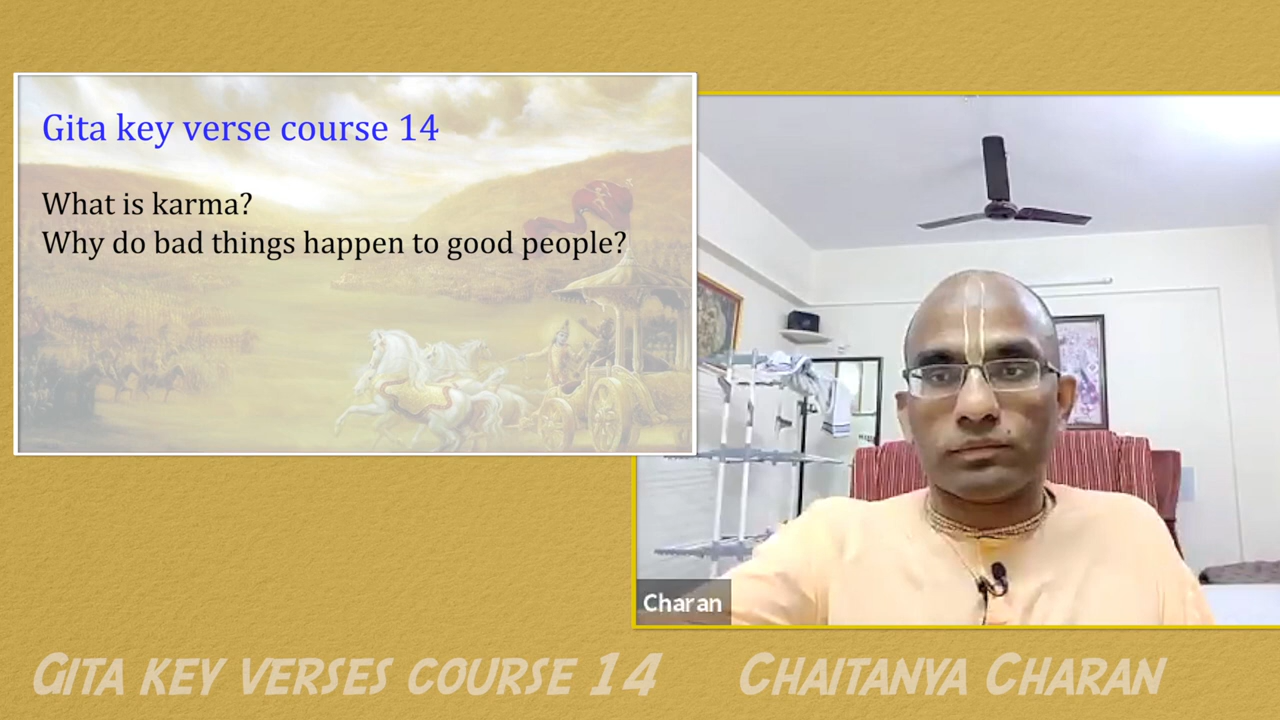 Gita key verse course 14
What is karma?
Why do bad things happen to good people?
Charan
Gita key verses course 14
Chaitanya Charan